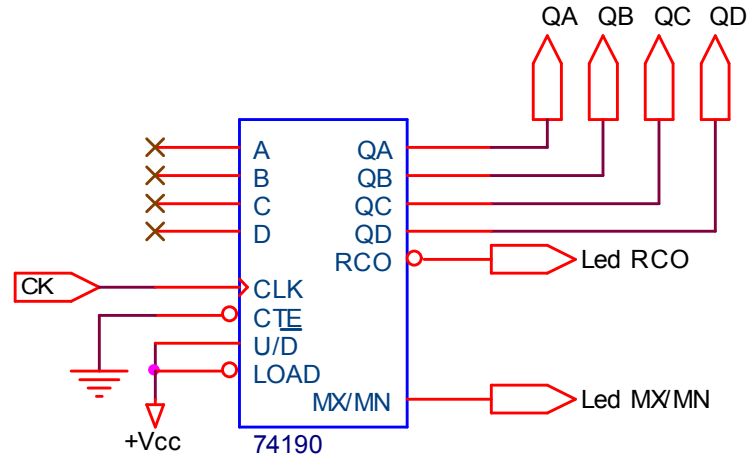 QA QB QC QD
A QA
B QB
C QC
D QD
RCO Led RCO
CK CLK
CTE
U/D
LOAD
MX/MN Led MX/MN
+Vcc 74190